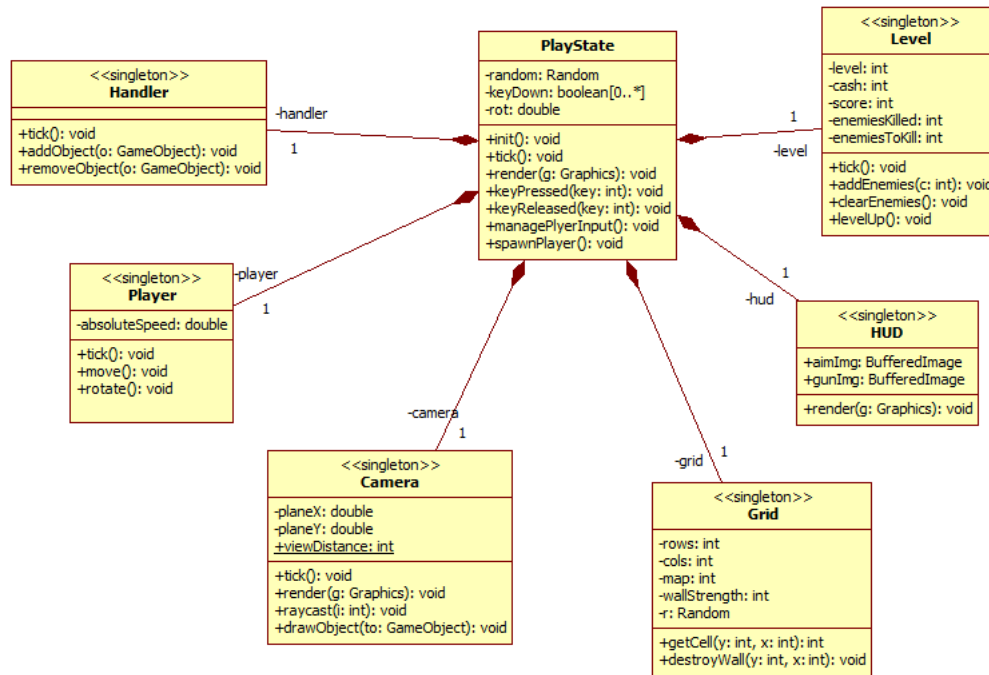 <<singleton>>
Handler
+tick(): void
+addObject(o: GameObject): void
+removeObject(o: GameObject): void
-handler
1
PlayState
-random: Random
-keyDown: boolean[0..*]
-rot: double
+init(): void
+tick(): void
+render(g: Graphics): void
+keyPressed(key: int): void
+keyReleased(key: int): void
+managePlyerInput(): void
+spawnPlayer(): void
1
-level
<<singleton>>
Level
-level: int
-cash: int
-score: int
-enemiesKilled: int
-enemiesToKill: int
+tick(): void
+addEnemies(c: int): void
+clearEnemies(): void
+levelUp(): void
<<singleton>>
Player
-absoluteSpeed: double
+tick(): void
+move(): void
+rotate(): void
-player
1
1
-hud
<<singleton>>
HUD
+aimImg: BufferedImage
+gunImg: BufferedImage
+render(g: Graphics): void
-camera
1
<<singleton>>
Camera
-planeX: double
-planeY: double
+viewDistance: int
+tick(): void
+render(g: Graphics): void
+raycast(i: int): void
+drawObject(to: GameObject): void
1
-grid
<<singleton>>
Grid
-rows: int
-cols: int
-map: int
-wallStrength: int
-r: Random
+getCell(y: int, x: int): int
+destroyWall(y: int, x: int): void